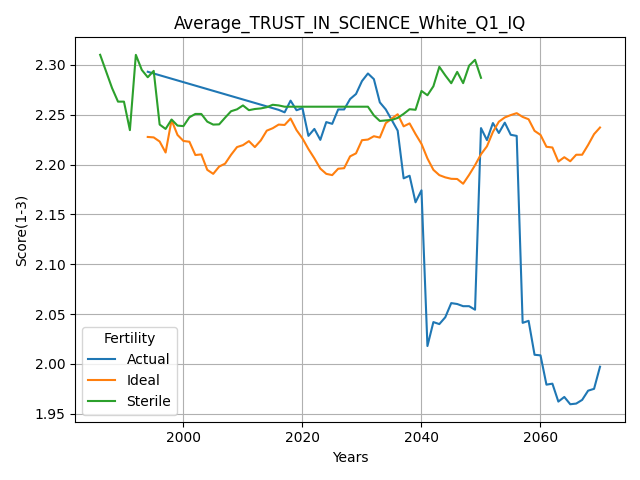 Average_TRUST_IN_SCIENCE_White_Q1_IQ
Score(1-3)
2.30
2.25
2.20
2.15
2.10
2.05
2.00
1.95
Fertility
Actual
Ideal
Sterile
2000
2020
2040
2060
Years